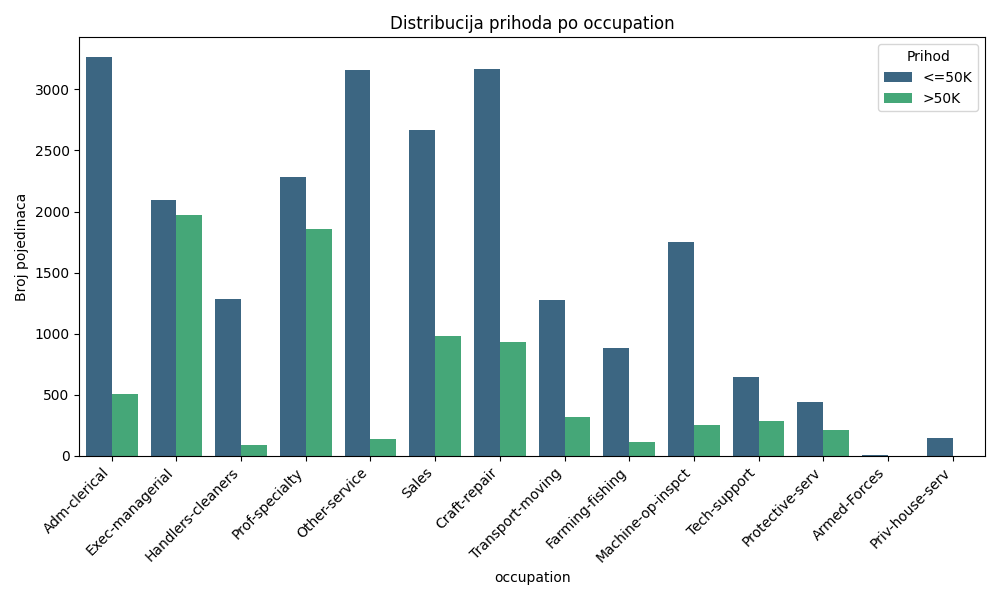 Distribucija prihoda po occupation
Prihod
<=50K
>50K
Broj pojedinaca
3000
2500
2000
1500
1000
500
0
Adm-clerical
Exec-managerial
Handlers-cleaners
Prof-specialty
Other-service
Sales
Craft-repair
Transport-moving
Farming-fishing
Machine-op-inspct
Tech-support
Protective-serv
Armed-Forces
Priv-house-serv
occupation